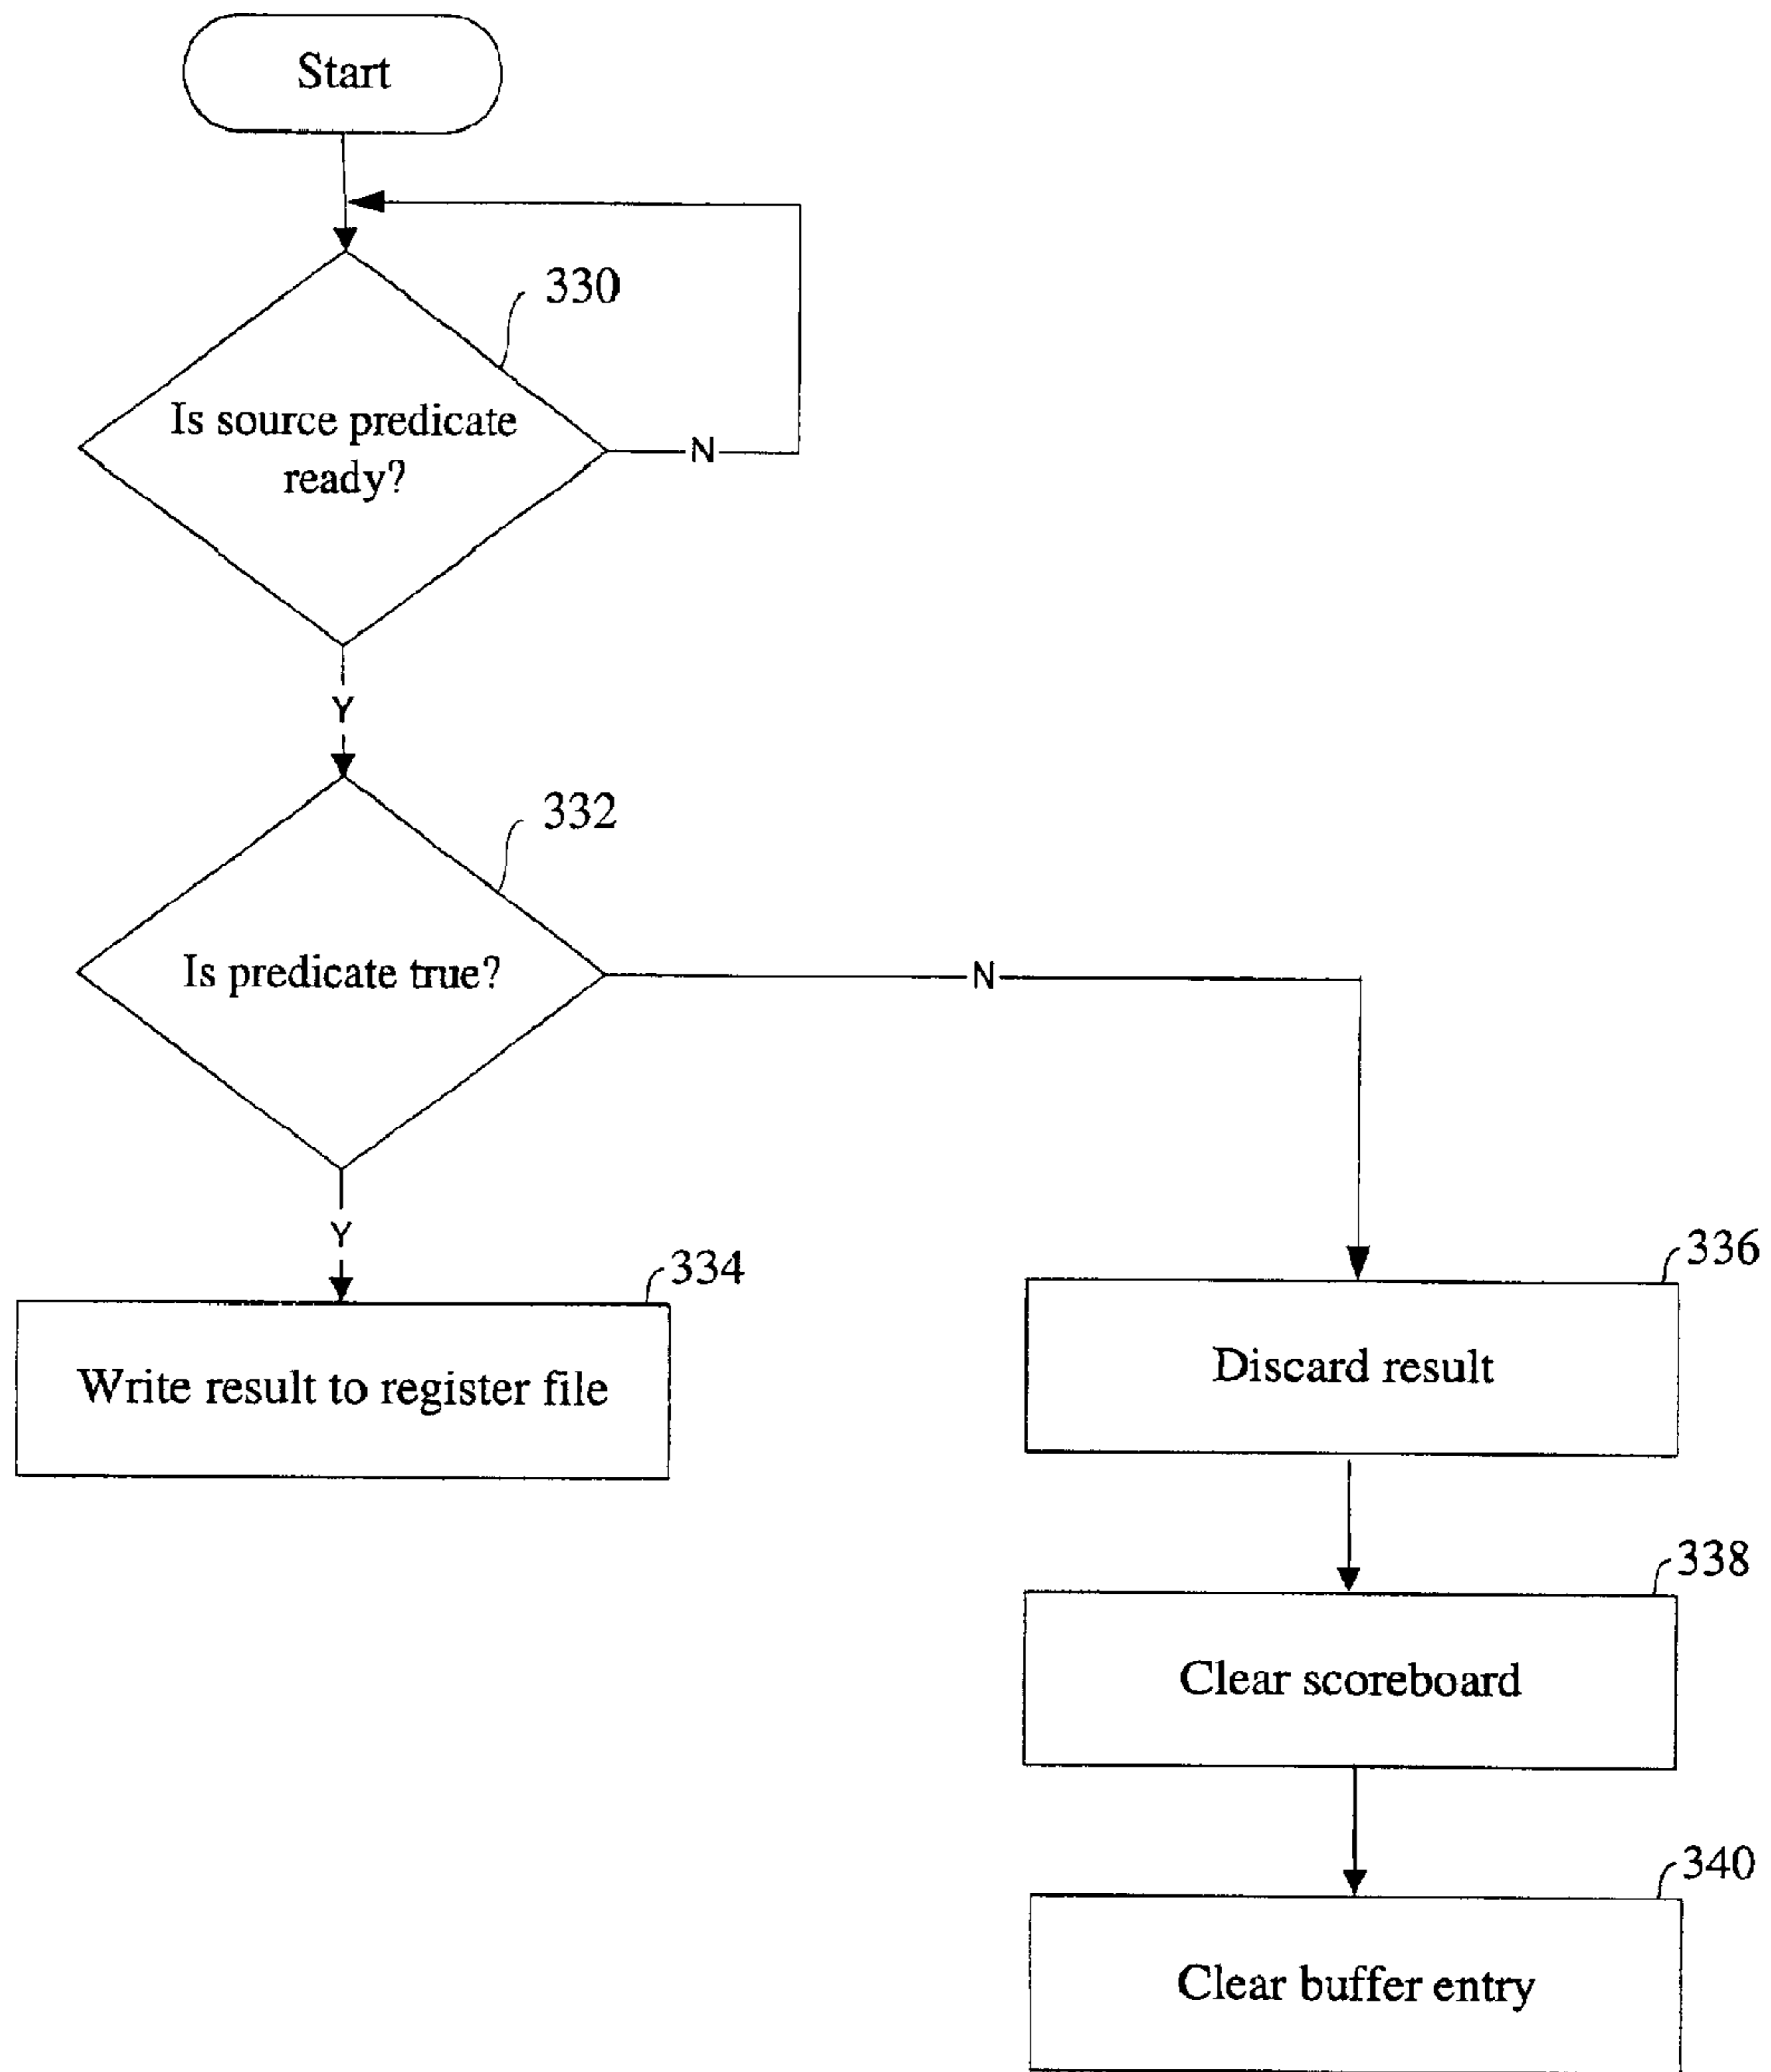 Start
330
Is source predicate
ready?
N
Y
332
Is predicate true?
N
Y
334
Write result to register file
336
Discard result
338
Clear scoreboard
340
Clear buffer entry